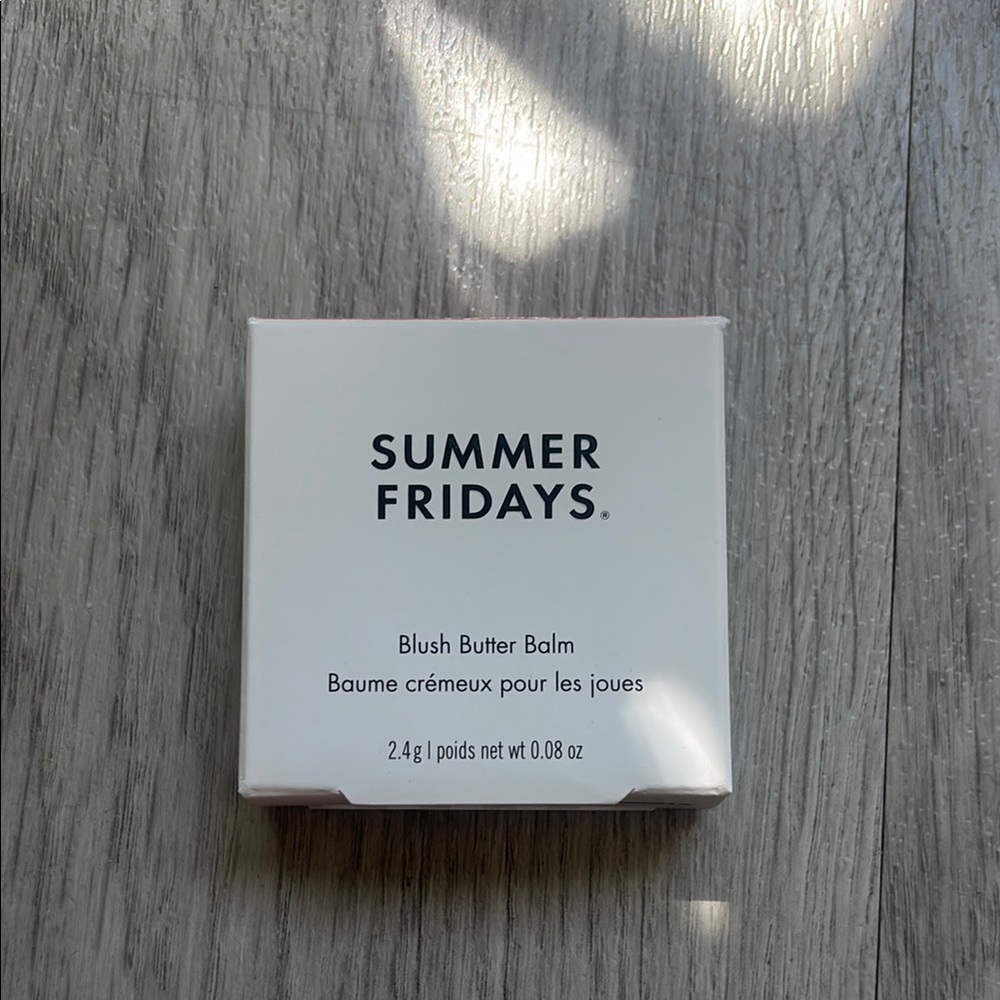 SUMMER
FRIDAYS®
Blush Butter Balm
Baume crémeux pour les joues
2.4g | poids net wt 0.08 oz